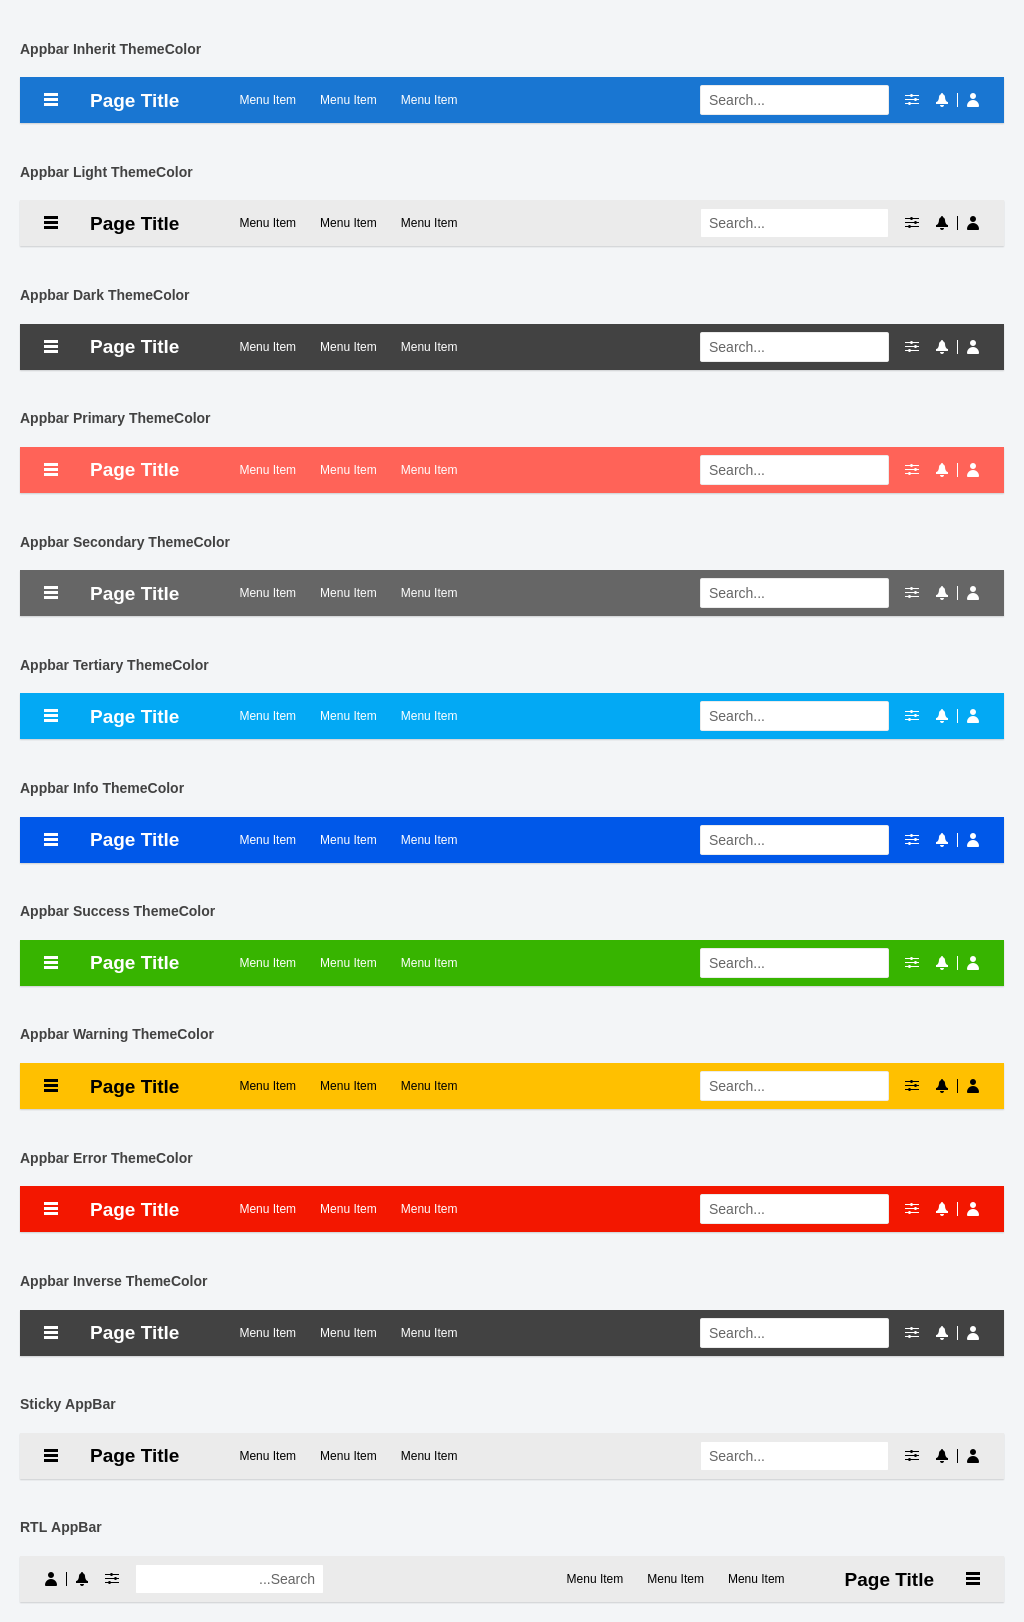 Appbar Inherit ThemeColor
Page Title Menu Item Menu Item Menu Item Search...
Appbar Light ThemeColor
Page Title Menu Item Menu Item Menu Item Search...
Appbar Dark ThemeColor
Page Title Menu Item Menu Item Menu Item Search...
Appbar Primary ThemeColor
Page Title Menu Item Menu Item Menu Item Search...
Appbar Secondary ThemeColor
Page Title Menu Item Menu Item Menu Item Search...
Appbar Tertiary ThemeColor
Page Title Menu Item Menu Item Menu Item Search...
Appbar Info ThemeColor
Page Title Menu Item Menu Item Menu Item Search...
Appbar Success ThemeColor
Page Title Menu Item Menu Item Menu Item Search...
Appbar Warning ThemeColor
Page Title Menu Item Menu Item Menu Item Search...
Appbar Error ThemeColor
Page Title Menu Item Menu Item Menu Item Search...
Appbar Inverse ThemeColor
Page Title Menu Item Menu Item Menu Item Search...
Sticky AppBar
Page Title Menu Item Menu Item Menu Item Search...
RTL AppBar
...Search Menu Item Menu Item Menu Item Page Title